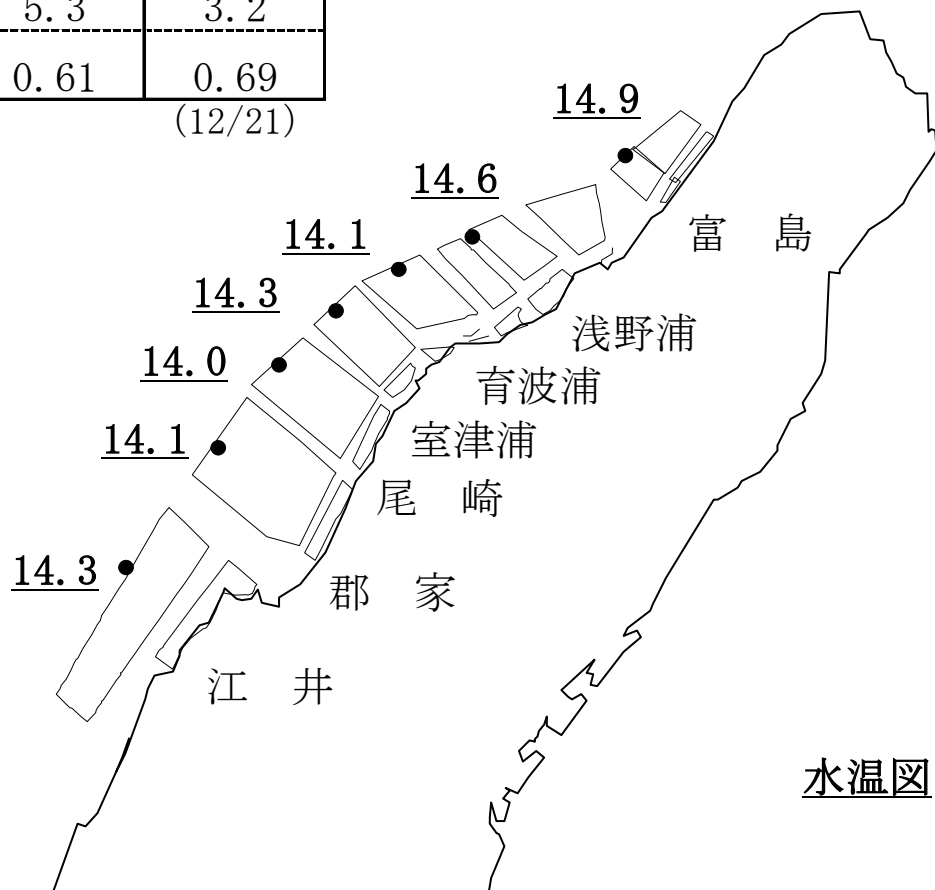 5.3 3.2
0.61 0.69
(12/21)
14.9
14.6
14.1
14.3
14.0
14.1
14.3
富 島
浅野浦
育波浦
室津浦
尾 崎
郡 家
江 井
水温図